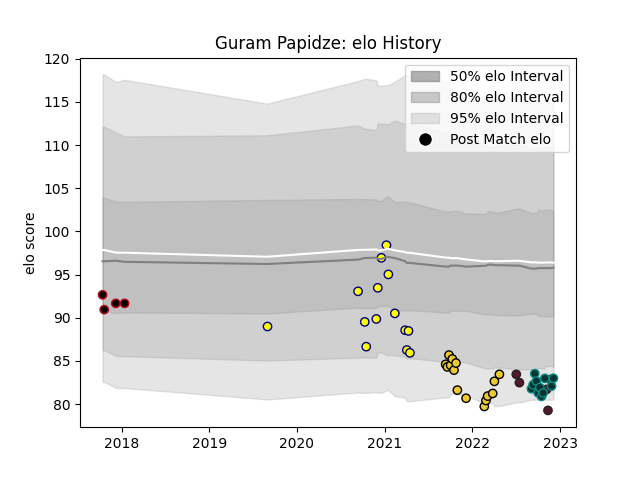 Guram Papidze: elo History
120
115
110
105
100
95
90
85
80
elo score
50% elo Interval
80% elo Interval
95% elo Interval
Post Match elo
2018 2019 2020 2021 2022 2023